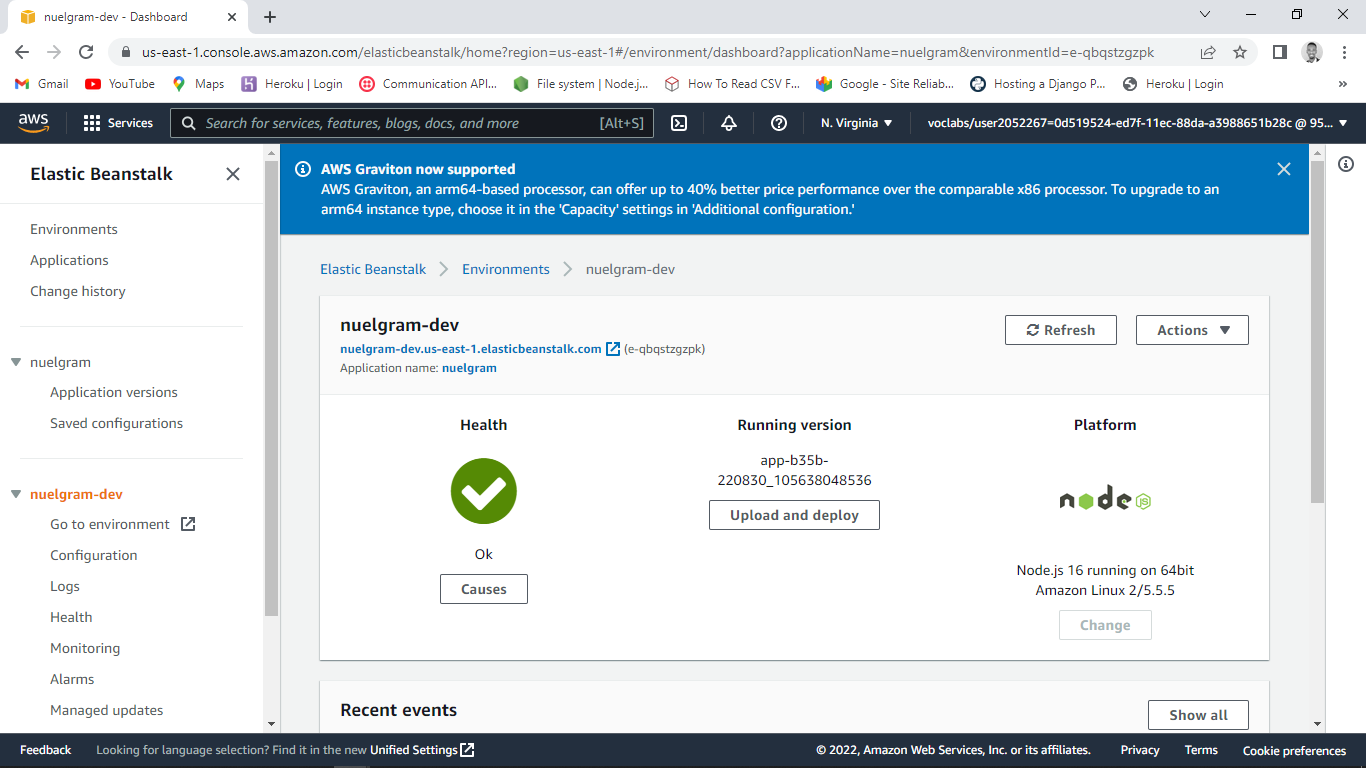 nuelgram-dev - Dashboard
us-east-1.console.aws.amazon.com/elasticbeanstalk/home?region=us-east-1#/environment/dashboard?applicationName=nuelgram&environmentId=e-qbqstzgzpk
Gmail YouTube Maps Heroku | Login Communication API... File system | Node.j... How To Read CSV F... Google - Site Reliab... Hosting a Django P... Heroku | Login »
aws Services Search for services, features, blogs, docs, and more [Alt+S] N. Virginia voclabs/user2052267=0d519524-ed7f-11ec-88da-a3988651b28c @ 95...
Elastic Beanstalk
Environments
Applications
Change history
nuelgram
Application versions
Saved configurations
nuelgram-dev
Go to environment
Configuration
Logs
Health
Monitoring
Alarms
Managed updates
AWS Graviton now supported
AWS Graviton, an arm64-based processor, can offer up to 40% better price performance over the comparable x86 processor. To upgrade to an
arm64 instance type, choose it in the 'Capacity' settings in 'Additional configuration.'
Elastic Beanstalk Environments nuelgram-dev
nuelgram-dev
nuelgram-dev.us-east-1.elasticbeanstalk.com (e-qbqstzgzpk)
Application name: nuelgram
Refresh Actions
Health
Ok
Causes
Running version
app-b35b-
220830_105638048536
Upload and deploy
Platform
node JS
Node.js 16 running on 64bit
Amazon Linux 2/5.5.5
Change
Recent events
Show all
Feedback Looking for language selection? Find it in the new Unified Settings © 2022, Amazon Web Services, Inc. or its affiliates. Privacy Terms Cookie preferences